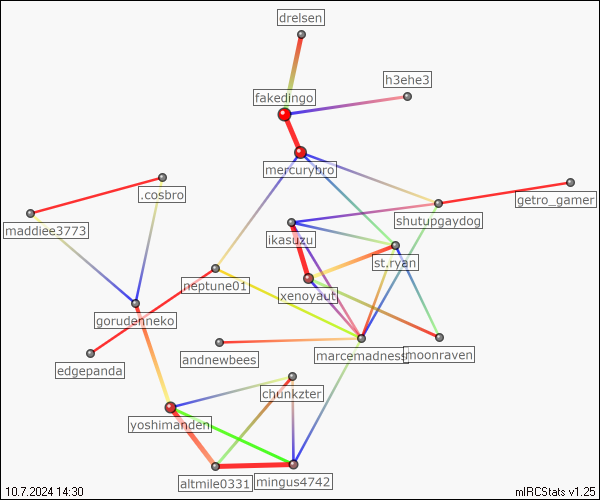 drelsen
h3ehe3
fakedingo
mercurybro
.cosbro
getro_gamer
shutupgaydog
maddiee3773
ikasuzu
st.ryan
neptune01
xenoyaut
gorudenneko
andnewbees
marcemadness
moonraven
edgepanda
chunkzter
yoshimanden
altmile0331
mingus4742
10.7.2024 14:30
mIRCStats v1.25